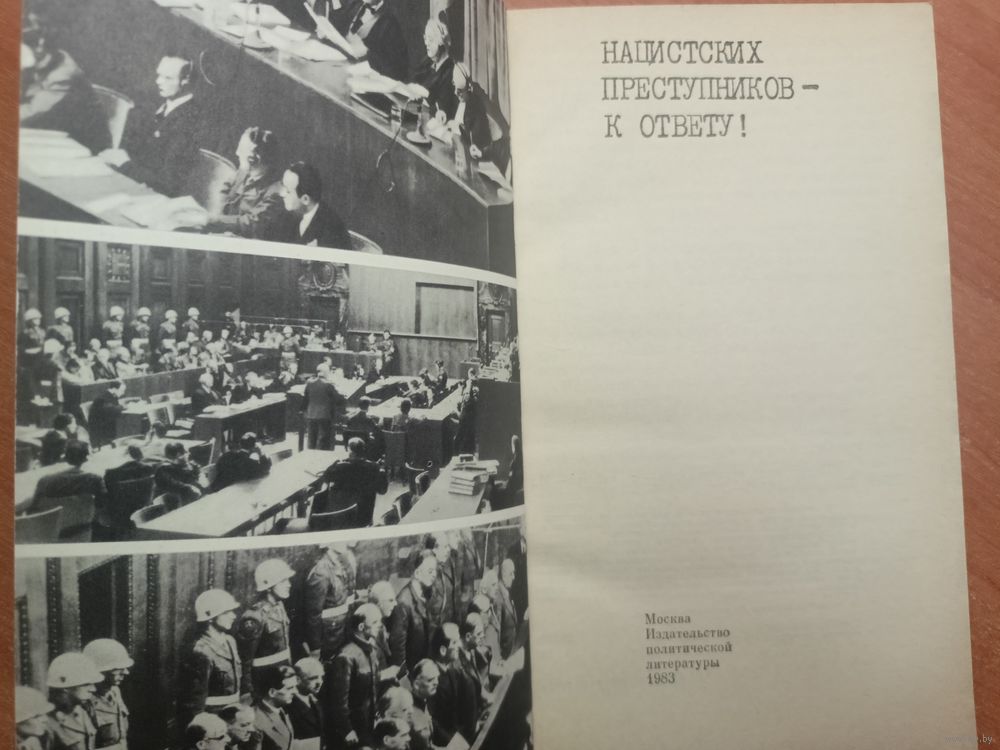 НАЦИСТСКИХ
ПРЕСТУПНИКОВ –
К ОТВЕТУ!
Москва
Издательство
политической
литературы
1983